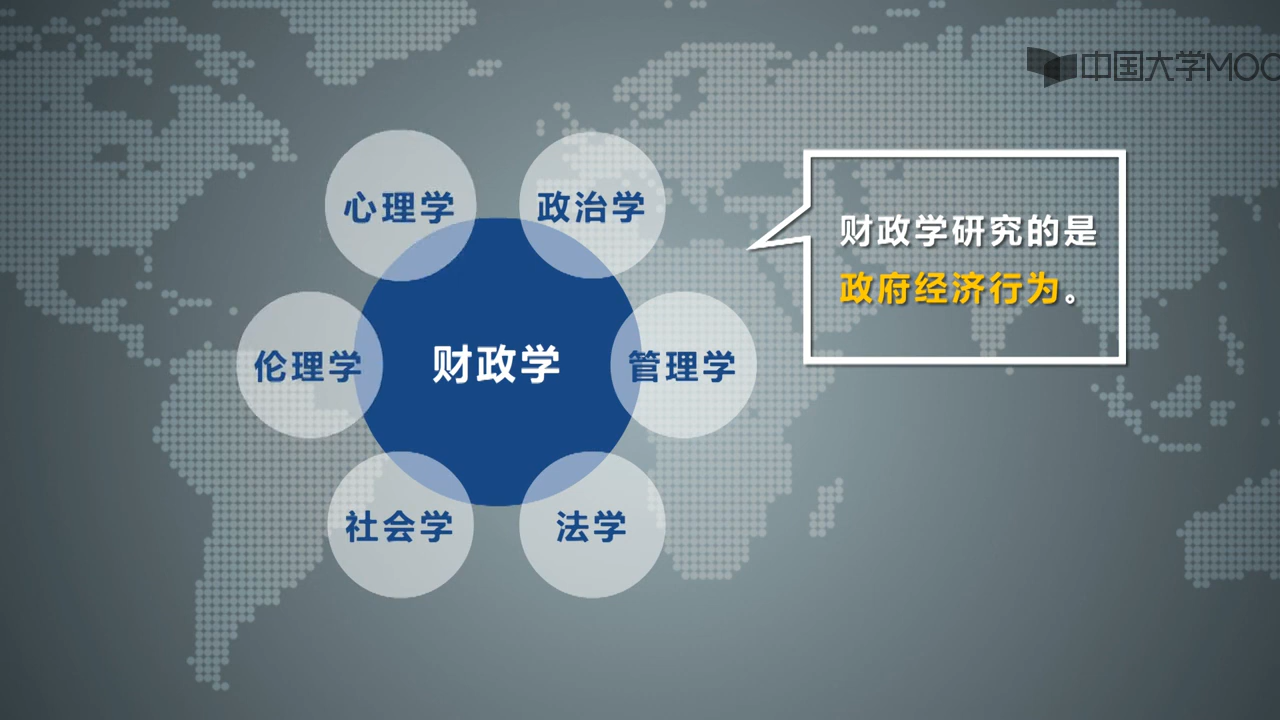 中国大学MOO
心理学
政治学
财政学研究的是
政府经济行为。
伦理学
财政学
管理学
社会学
法学